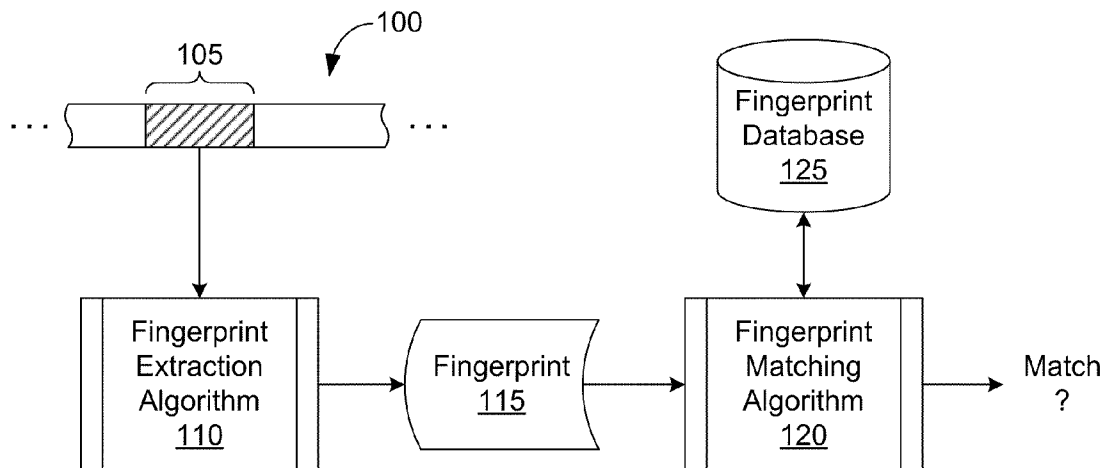 100
105
. . .
. . .
Fingerprint
Database
125
Fingerprint
Extraction
Algorithm
110
Fingerprint
115
Fingerprint
Matching
Algorithm
120
Match
?